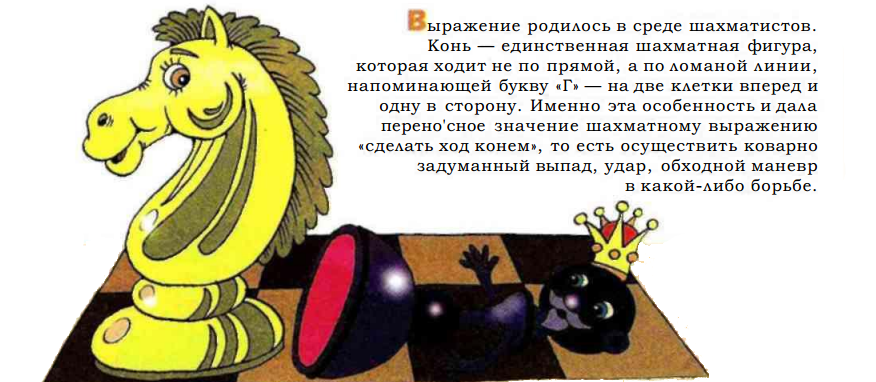 Выражение родилось в среде шахматистов.
Конь — единственная шахматная фигура,
которая ходит не по прямой, а по ломаной линии,
напоминающей букву «Г» — на две клетки вперед и
одну в сторону. Именно эта особенность и дала
перено'сное значение шахматному выражению
«сделать ход конем», то есть осуществить коварно
задуманный выпад, удар, обходной маневр
в какой-либо борьбе.